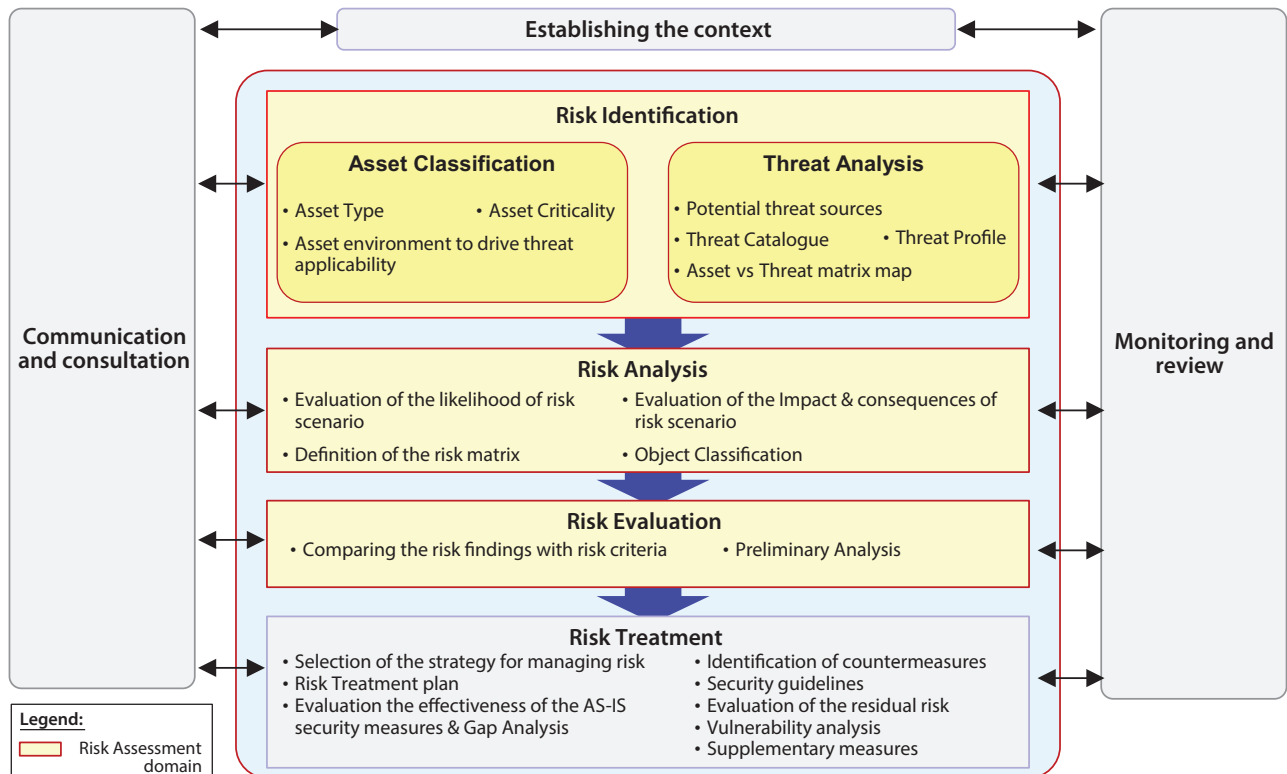 Establishing the context
Communication
and consultation
Monitoring and
review
Risk Identification
Asset Classification
• Asset Type
• Asset Criticality
• Asset environment to drive threat
applicability
Threat Analysis
• Potential threat sources
• Threat Catalogue
• Threat Profile
• Asset vs Threat matrix map
Risk Analysis
• Evaluation of the likelihood of risk
scenario
• Definition of the risk matrix
• Evaluation of the Impact & consequences of
risk scenario
• Object Classification
Risk Evaluation
• Comparing the risk findings with risk criteria
• Preliminary Analysis
Risk Treatment
• Selection of the strategy for managing risk
• Risk Treatment plan
• Evaluation the effectiveness of the AS-IS
security measures & Gap Analysis
• Identification of countermeasures
• Security guidelines
• Evaluation of the residual risk
• Vulnerability analysis
• Supplementary measures
Legend:
Risk Assessment
domain